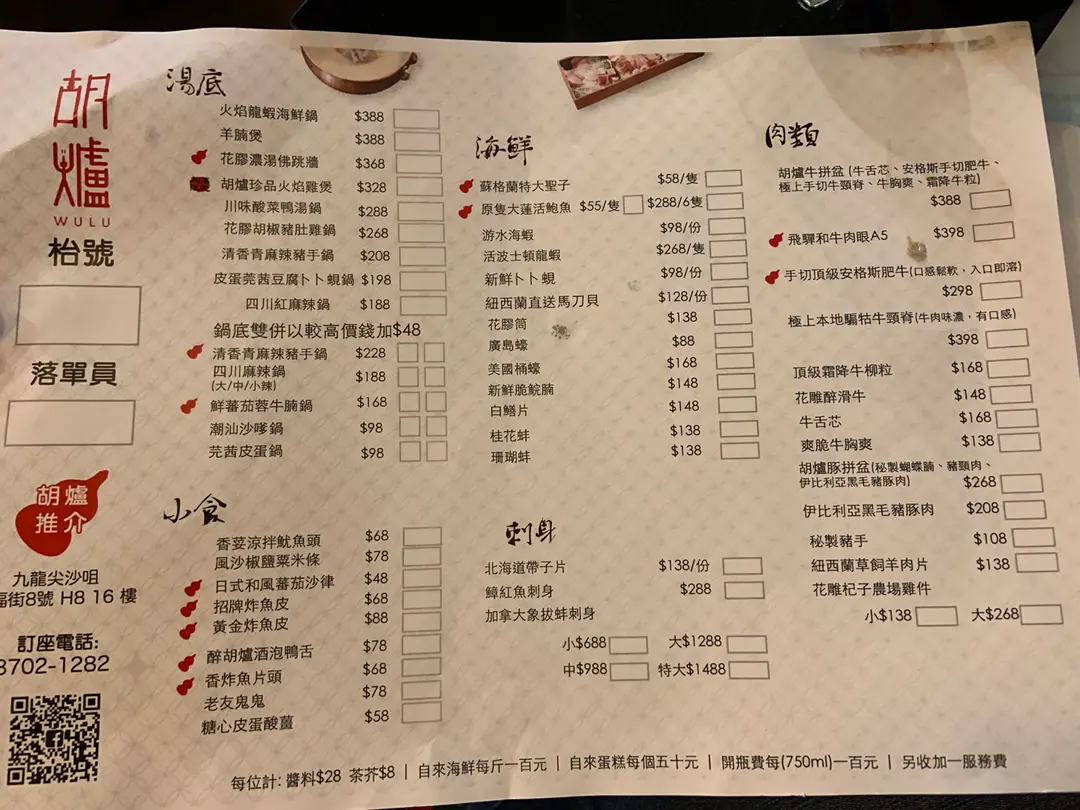 胡爐
WULU
枱號
落單員
胡爐
推介
九龍尖沙咀
街8號 H8 16 樓
訂座電話:
3702-1282
湯底
火焰龍蝦海鮮鍋 $388
羊腩煲 $388
花膠濃湯佛跳牆 $368
胡爐珍品火焰雞煲 $328
川味酸菜鴨湯鍋 $288
花膠胡椒豬肚雞鍋 $268
清香青麻辣豬手鍋 $208
皮蛋莞茜豆腐卜卜蜆鍋 $198
四川紅麻辣鍋 $188
鍋底雙併以較高價錢加$48
清香青麻辣豬手鍋 $228
四川麻辣鍋 $188
(大/中/小辣)
鮮蕃茄蓉牛腩鍋 $168
潮汕沙嗲鍋 $98
芫茜皮蛋鍋 $98
小食
香荽涼拌魷魚頭 $68
風沙椒鹽粟米條 $78
日式和風蕃茄沙律 $48
招牌炸魚皮 $68
黃金炸魚皮 $88
醉胡爐酒泡鴨舌 $78
香炸魚片頭 $68
老友鬼鬼 $78
糖心皮蛋酸薑 $58
海鮮
蘇格蘭特大聖子 $58/隻
原隻大蓮活鮑魚 $55/隻 $288/6隻
游水海蝦 $98/份
活波士頓龍蝦 $268/隻
新鮮卜卜蜆 $98/份
紐西蘭直送馬刀貝 $128/份
花膠筒 $138
廣島蠔 $88
美國桶蠔 $168
新鮮脆鯇腩 $148
白鱔片 $148
桂花蚌 $138
珊瑚蚌 $138
刺身
北海道帶子片 $138/份
鱆紅魚刺身 $288
加拿大象拔蚌刺身
小$688 大$1288
中$988 特大$1488
肉類
胡爐牛拼盆 (牛舌芯、安格斯手切肥牛、
極上手切牛頸脊、牛胸爽、霜降牛粒)
$388
飛驒和牛肉眼A5 $398
手切頂級安格斯肥牛(口感鬆軟，入口即溶)
$298
極上本地騸牯牛頸脊(牛肉味濃，有口感)
$398
頂級霜降牛柳粒 $168
花雕醉滑牛 $148
牛舌芯 $168
爽脆牛胸爽 $138
胡爐豚拼盆(秘製蝴蝶腩、豬頸肉、
伊比利亞黑毛豬豚肉) $268
伊比利亞黑毛豬豚肉 $208
秘製豬手 $108
紐西蘭草飼羊肉片 $138
花雕杞子農場雞件
小$138 大$268
每位計: 醬料$28 茶芥$8 | 自來海鮮每斤一百元 | 自來蛋糕每個五十元 | 開瓶費每(750ml)一百元 | 另收加一服務費